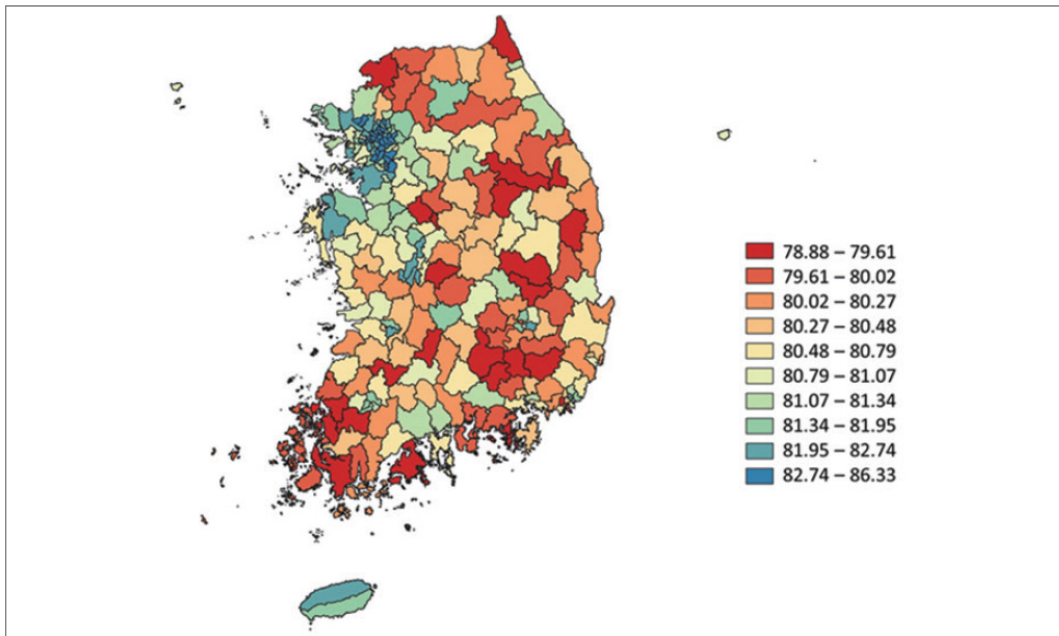 78.88 – 79.61
79.61 – 80.02
80.02 – 80.27
80.27 – 80.48
80.48 – 80.79
80.79 – 81.07
81.07 – 81.34
81.34 – 81.95
81.95 – 82.74
82.74 – 86.33